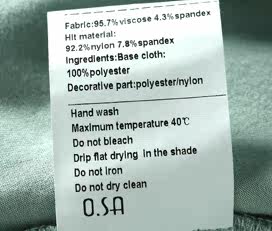 Fabric:95.7%viscose 4.3%spandex
Hit material:
92.2%nylon 7.8%spandex
Ingredients:Base cloth:
100%polyester
Decorative part:polyester/nylon
Hand wash
Maximum temperature 40℃
Do not bleach
Drip flat drying in the shade
Do not iron
Do not dry clean
O.SA